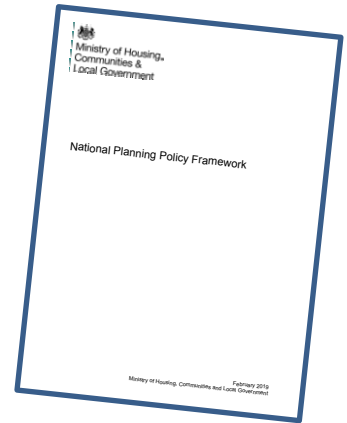 Ministry of Housing,
Communities &
Local Government
National Planning Policy Framework
February 2019
Ministry of Housing, Communities and Local Government